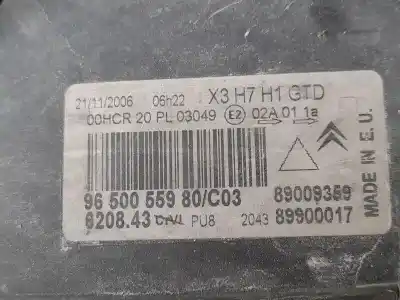 21/11/2006 06h22 X3 H7 H1 GTD
00HCR 20 PL 03049 E2 02A 01 1a
96 500 559 80/C03 89009359
6208.43 PU8 2043 89900017
MADE IN E.U.